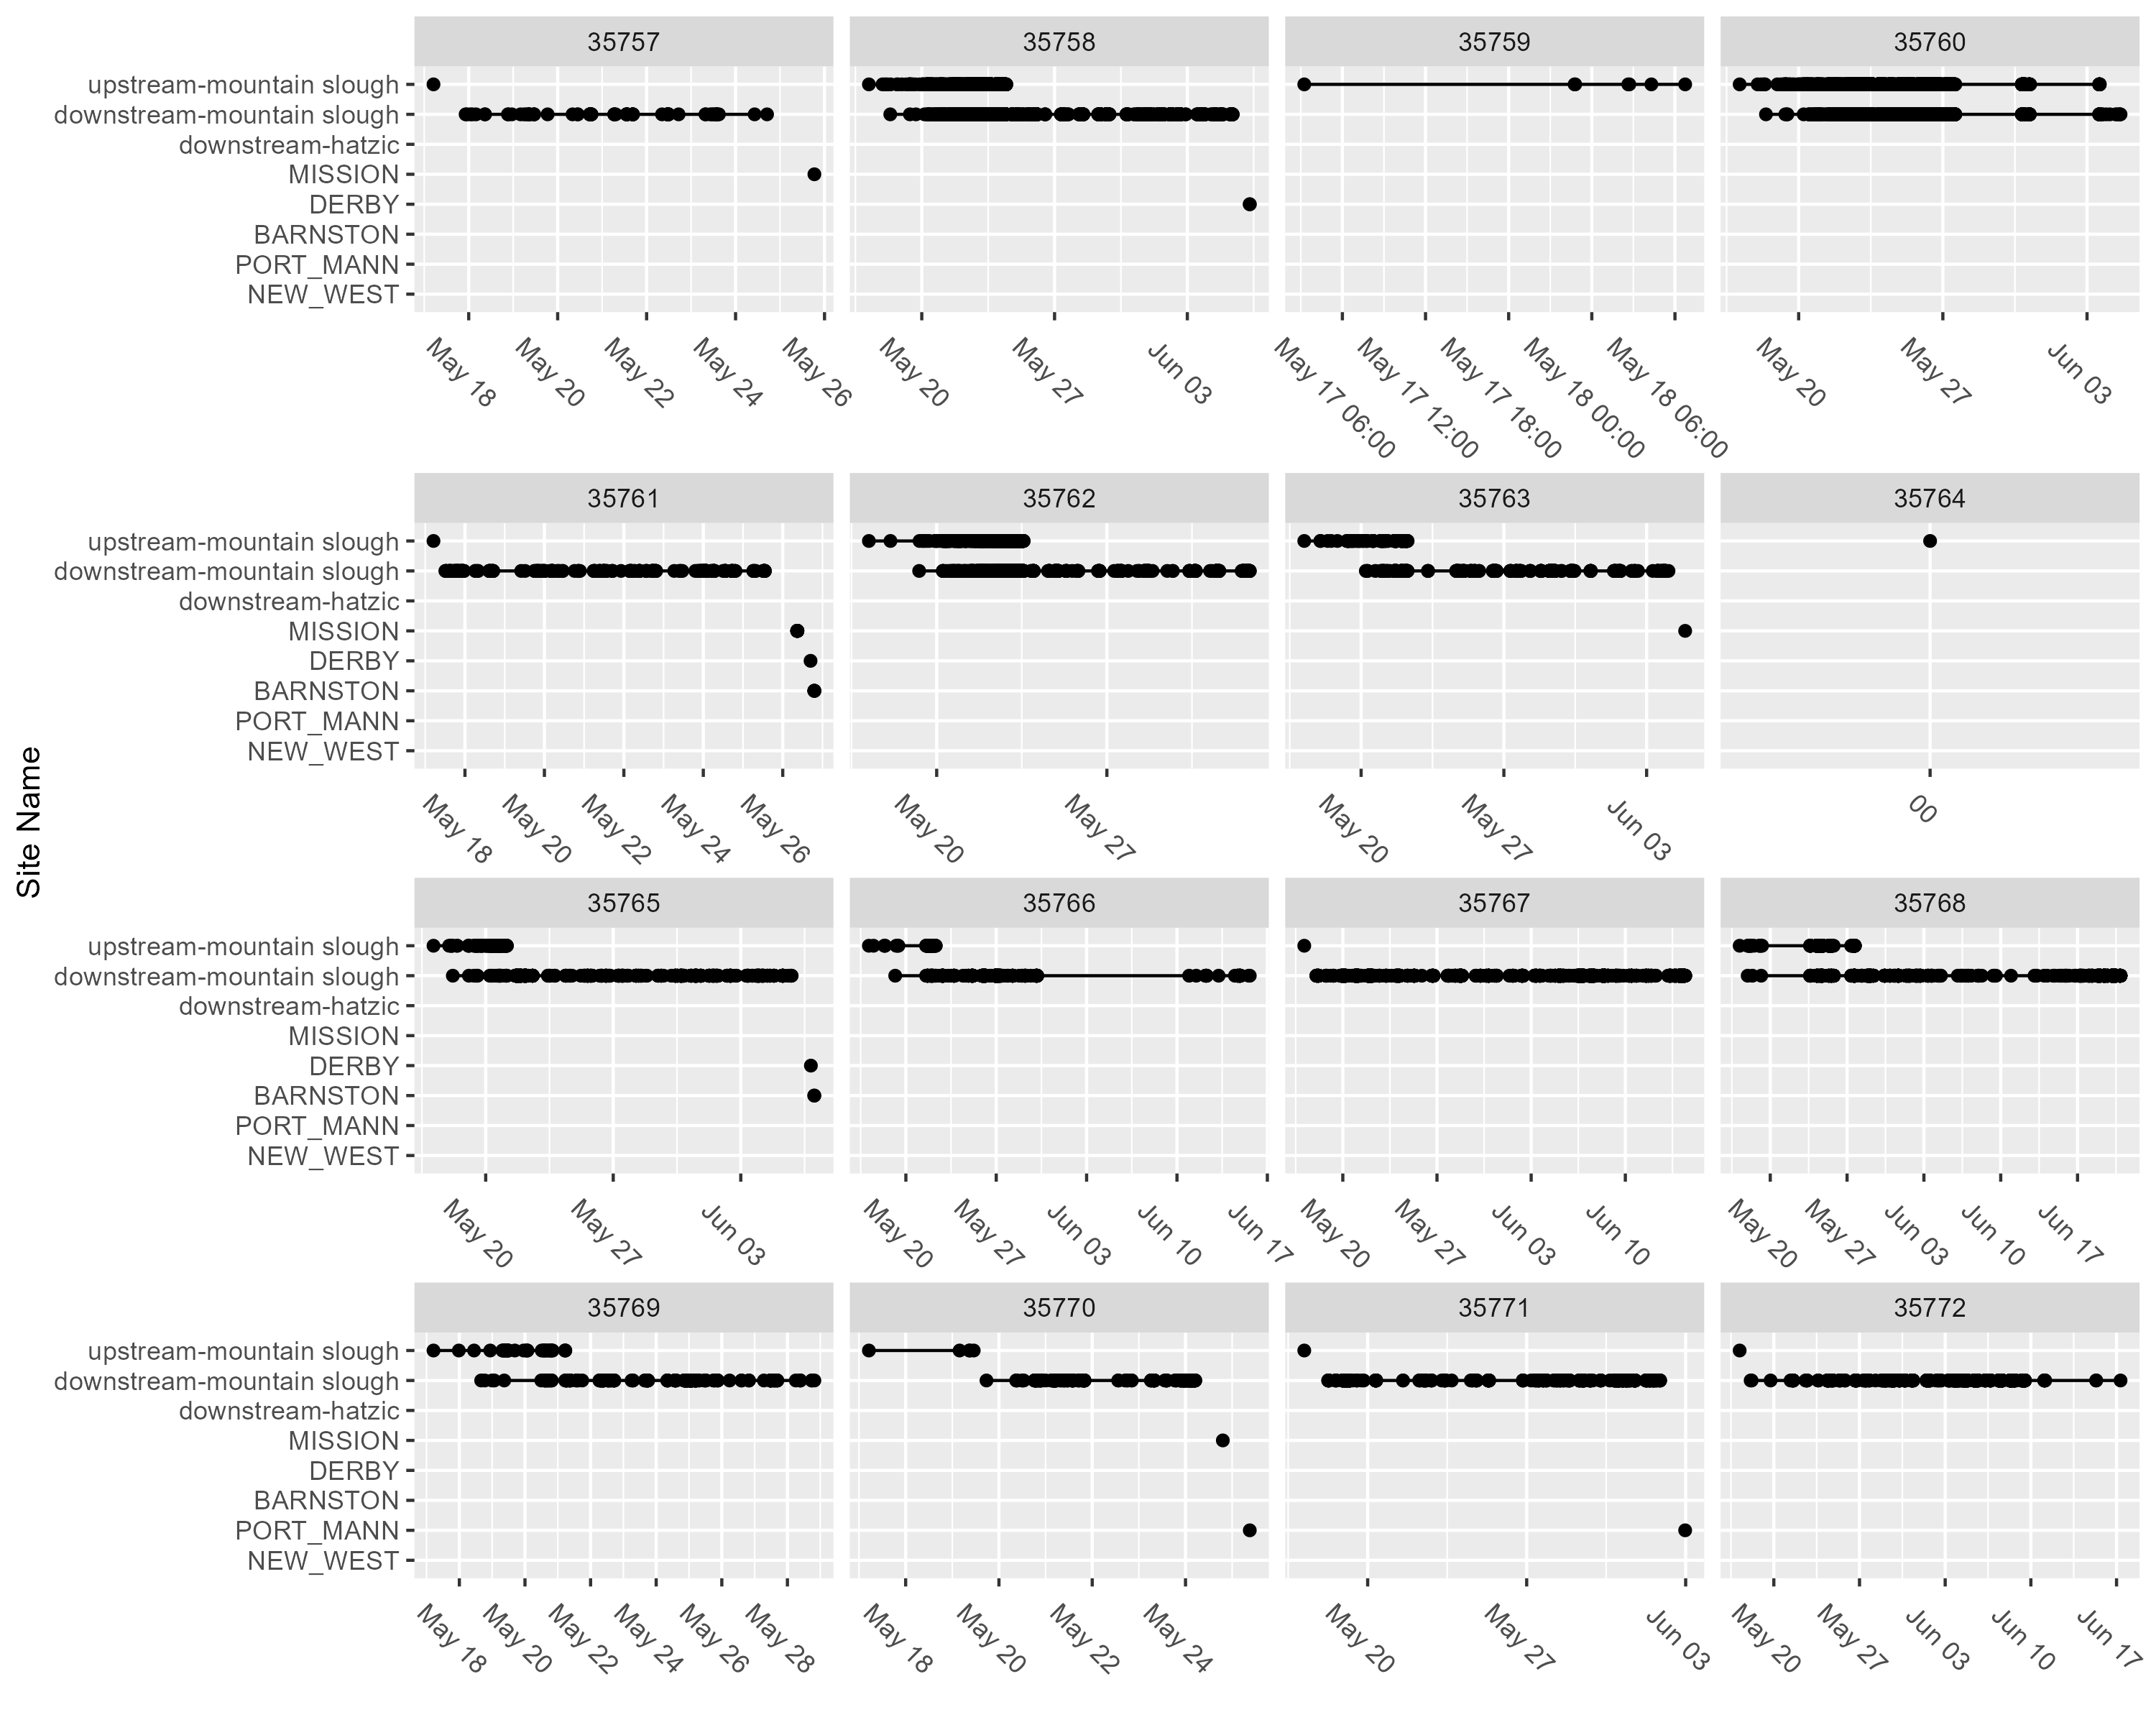 35757 35758 35759 35760
upstream-mountain slough
downstream-mountain slough
downstream-hatzic
MISSION
DERBY
BARNSTON
PORT_MANN
NEW_WEST
May 18 May 20 May 22 May 24 May 26 May 20 May 27 Jun 03 May 17 06:00 May 17 12:00 May 17 18:00 May 18 00:00 May 18 06:00 May 20 May 27 Jun 03
35761 35762 35763 35764
upstream-mountain slough
downstream-mountain slough
downstream-hatzic
MISSION
DERBY
BARNSTON
PORT_MANN
NEW_WEST
May 18 May 20 May 22 May 24 May 26 May 20 May 27 May 20 May 27 Jun 03 00
Site Name
35765 35766 35767 35768
upstream-mountain slough
downstream-mountain slough
downstream-hatzic
MISSION
DERBY
BARNSTON
PORT_MANN
NEW_WEST
May 20 May 27 Jun 03 May 20 May 27 Jun 03 Jun 10 Jun 17 May 20 May 27 Jun 03 Jun 10 May 20 May 27 Jun 03 Jun 10 Jun 17
35769 35770 35771 35772
upstream-mountain slough
downstream-mountain slough
downstream-hatzic
MISSION
DERBY
BARNSTON
PORT_MANN
NEW_WEST
May 18 May 20 May 22 May 24 May 26 May 28 May 18 May 20 May 22 May 24 May 20 May 27 Jun 03 May 20 May 27 Jun 03 Jun 10 Jun 17